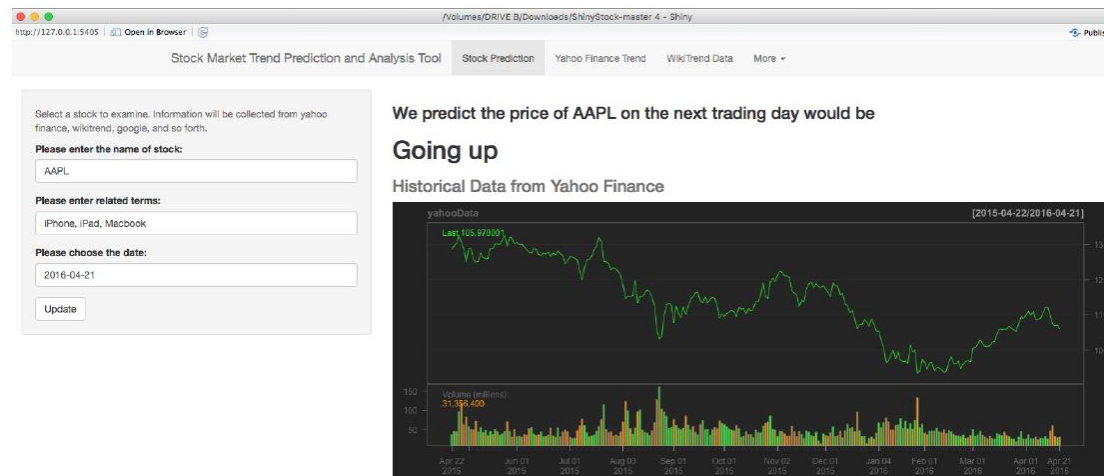 /Volumes/DRIVE B/Downloads/ShinyStock-master 4 - Shiny
http://127.0.0.1:5405 Open in Browser Publis
Stock Market Trend Prediction and Analysis Tool Stock Prediction Yahoo Finance Trend WikiTrend Data More
Select a stock to examine. Information will be collected from yahoo
finance, wikitrend, google, and so forth.
Please enter the name of stock:
AAPL
Please enter related terms:
iPhone, iPad, Macbook
Please choose the date:
2016-04-21
Update
We predict the price of AAPL on the next trading day would be
Going up
Historical Data from Yahoo Finance
yahooData [2015-04-22/2016-04-21]
Last 105.970001
13
11
10
Volume (millions):
31,356,400
150
100
50
Apr 22 2015 Jun 01 2015 Jul 01 2015 Aug 03 2015 Sep 01 2015 Oct 01 2015 Nov 02 2015 Dec 01 2015 Jan 04 2016 Feb 01 2016 Mar 01 2016 Apr 01 2016 Apr 21 2016